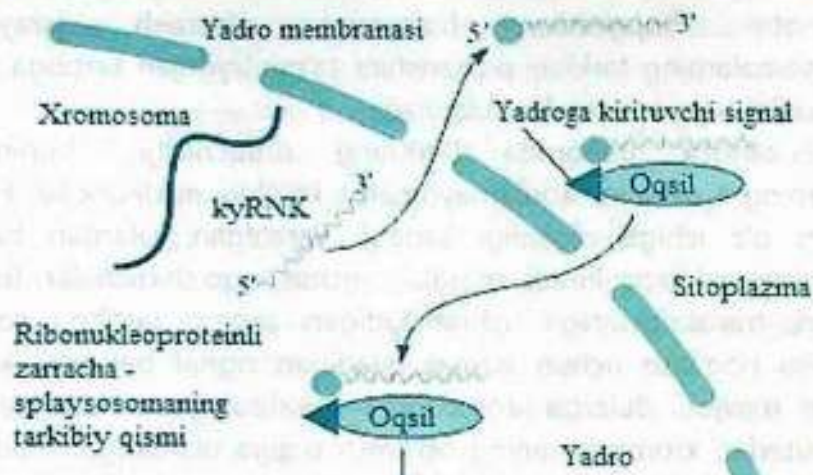 Yadro membranasi
5'
3'
Xromosoma
Yadroga kirituvchi signal
Oqsil
kyRNK
3'
5'
Sitoplazma
Ribonukleoproteinli
zarracha -
splaysosomaning
tarkibiy qismi
Oqsil
Yadro